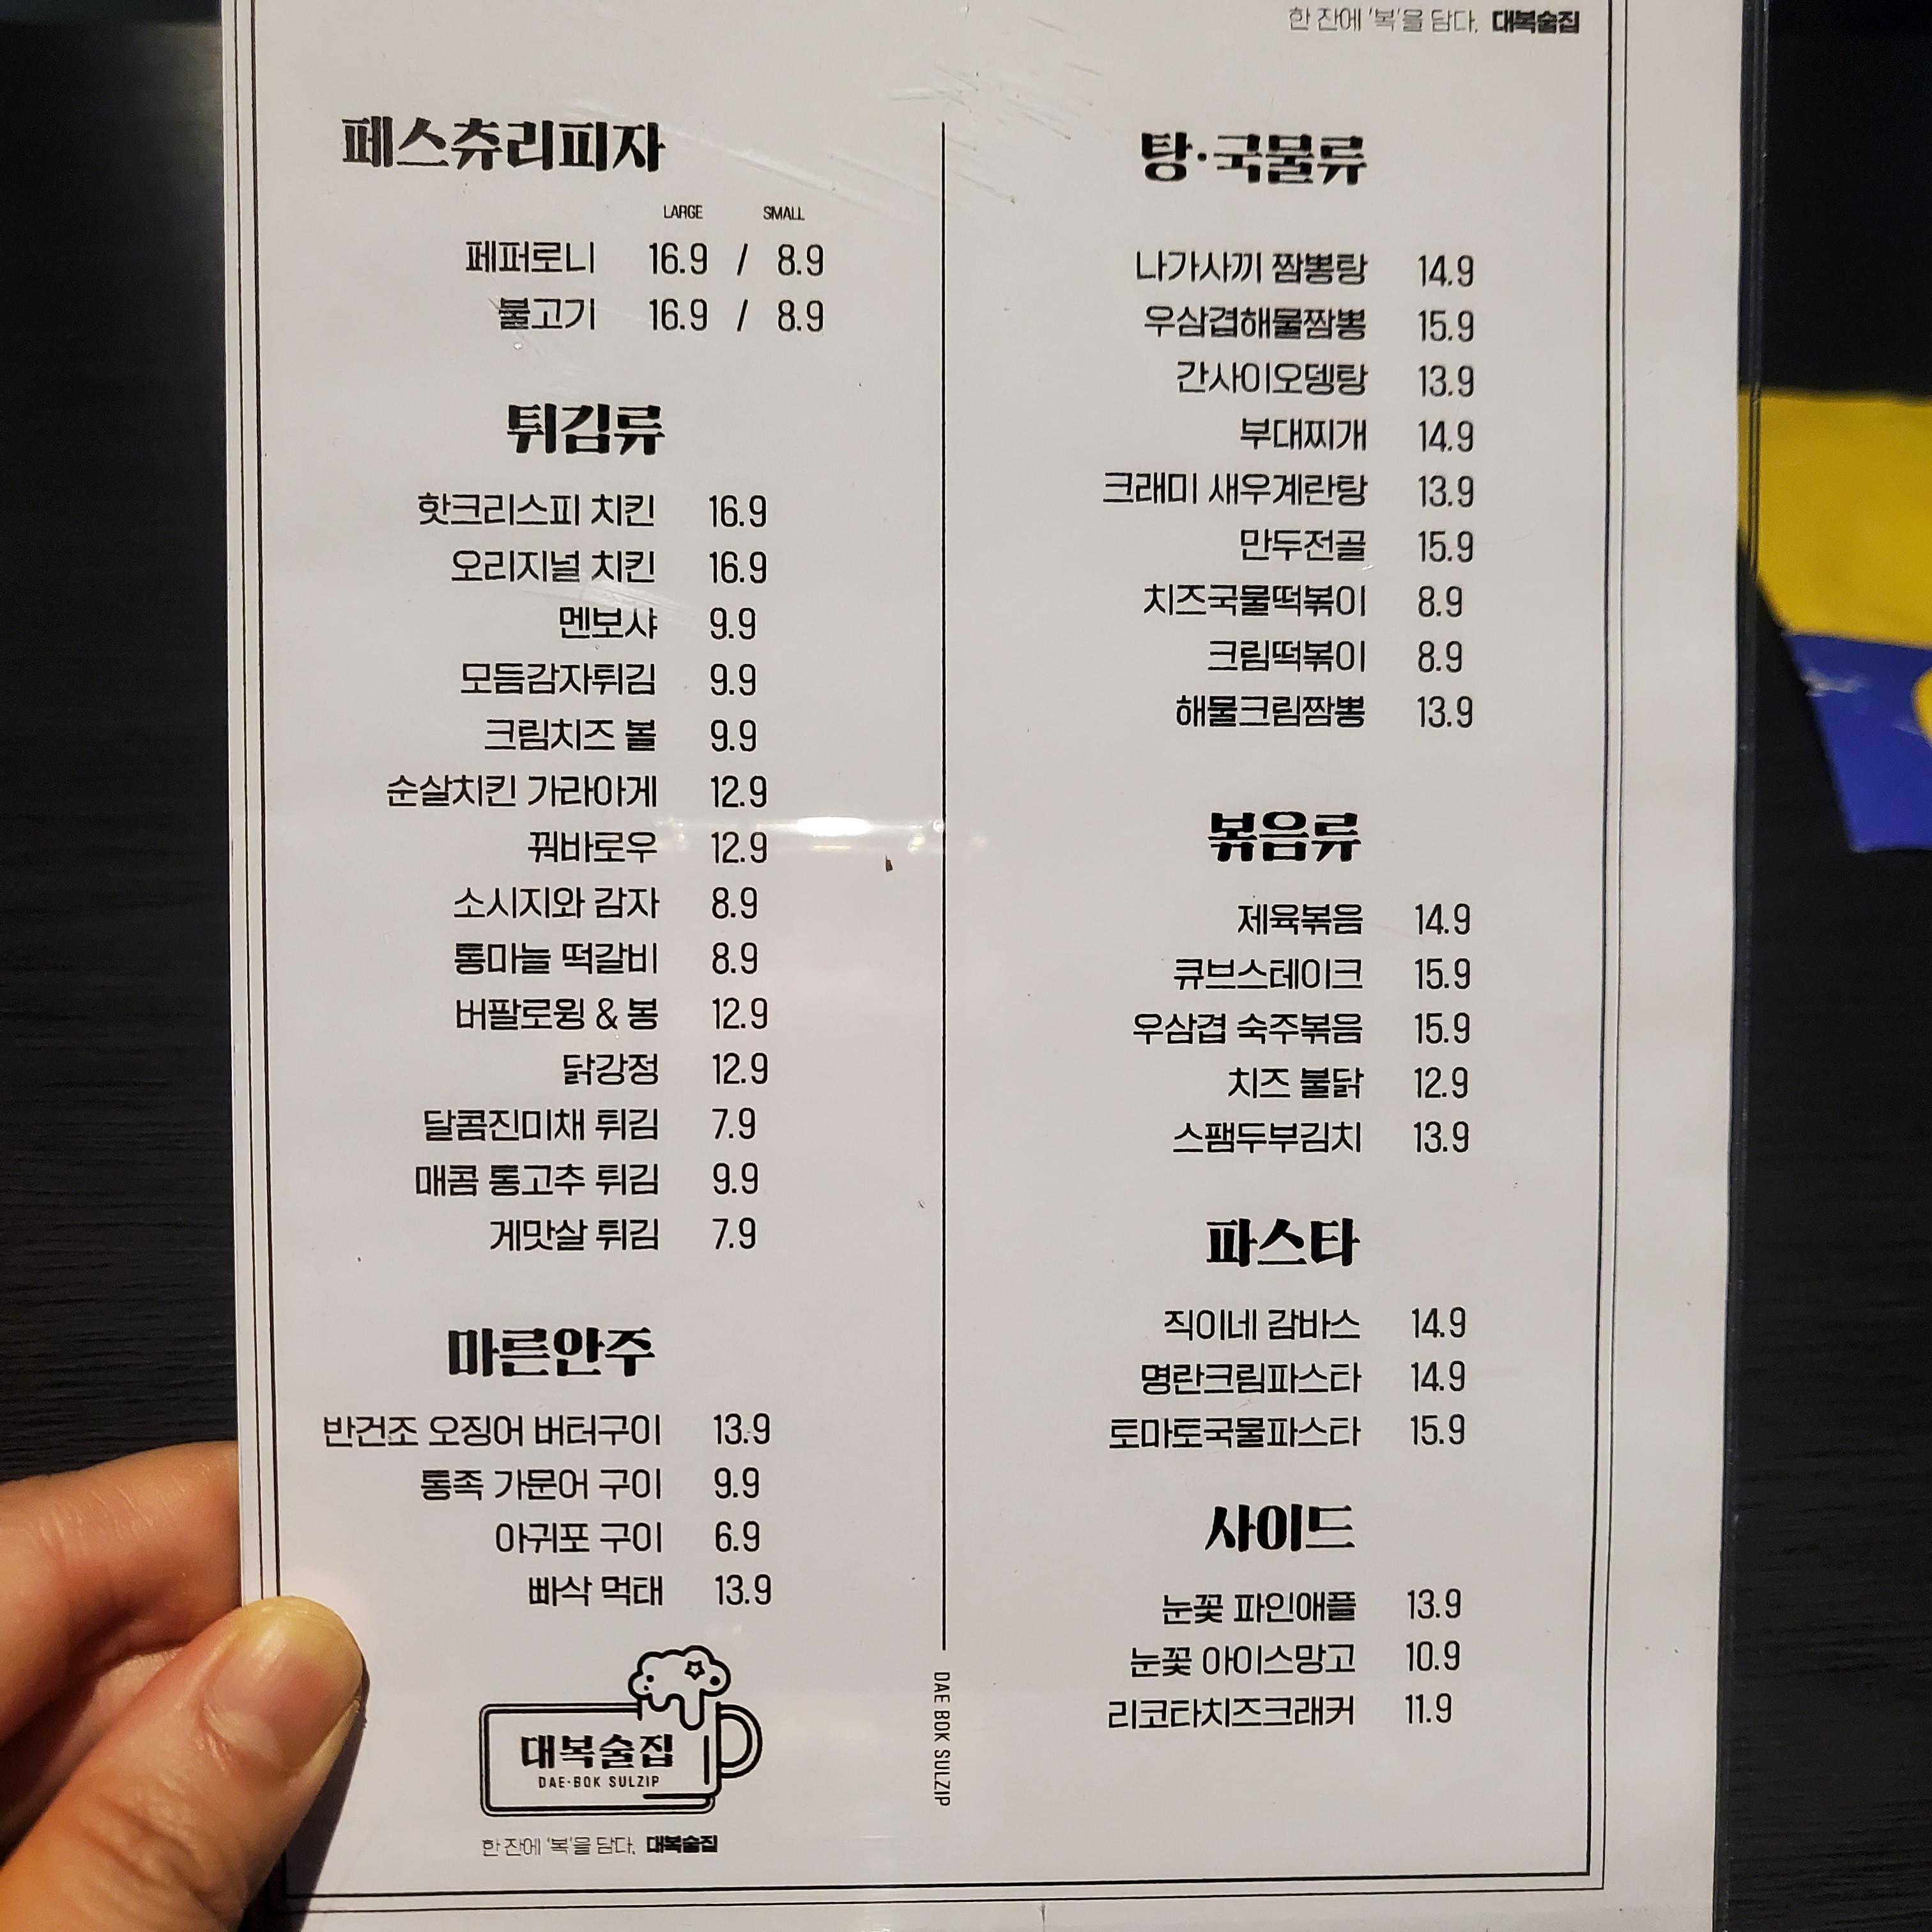 한 잔에 '복'을 담다, 대복술집
페스츄리피자
LARGE SMALL
페퍼로니 16.9 / 8.9
불고기 16.9 / 8.9
튀김류
핫크리스피 치킨 16.9
오리지널 치킨 16.9
멘보샤 9.9
모듬감자튀김 9.9
크림치즈 볼 9.9
순살치킨 가라아게 12.9
꿔바로우 12.9
소시지와 감자 8.9
통마늘 떡갈비 8.9
버팔로윙 & 봉 12.9
닭강정 12.9
달콤진미채 튀김 7.9
매콤 통고추 튀김 9.9
게맛살 튀김 7.9
마른안주
반건조 오징어 버터구이 13.9
통족 가문어 구이 9.9
아귀포 구이 6.9
빠삭 먹태 13.9
대복술집
DAE·BOK SULZIP
한 잔에 '복'을 담다, 대복술집
DAE BOK SULZIP
탕·국물류
나가사끼 짬뽕탕 14.9
우삼겹해물짬뽕 15.9
간사이오뎅탕 13.9
부대찌개 14.9
크래미 새우계란탕 13.9
만두전골 15.9
치즈국물떡볶이 8.9
크림떡볶이 8.9
해물크림짬뽕 13.9
볶음류
제육볶음 14.9
큐브스테이크 15.9
우삼겹 숙주볶음 15.9
치즈 불닭 12.9
스팸두부김치 13.9
파스타
직이네 감바스 14.9
명란크림파스타 14.9
토마토국물파스타 15.9
사이드
눈꽃 파인애플 13.9
눈꽃 아이스망고 10.9
리코타치즈크래커 11.9